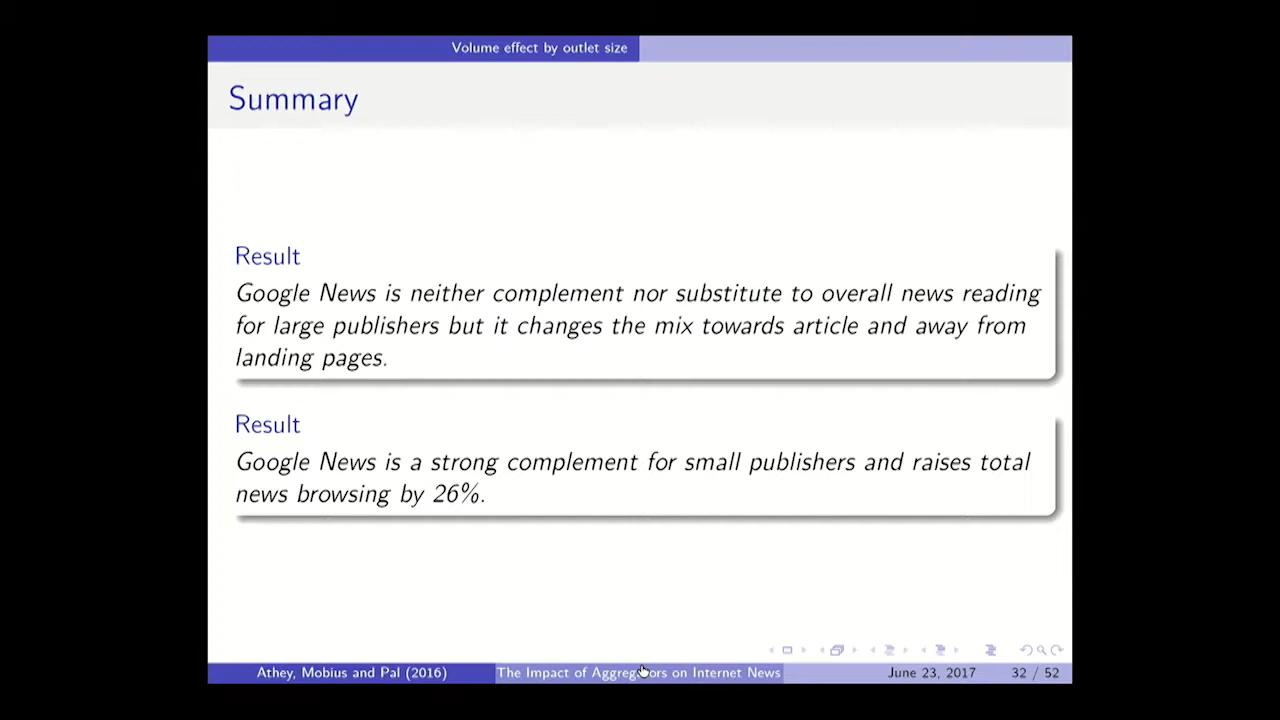 Volume effect by outlet size
Summary
Result
Google News is neither complement nor substitute to overall news reading
for large publishers but it changes the mix towards article and away from
landing pages.
Result
Google News is a strong complement for small publishers and raises total
news browsing by 26%.
Athey, Mobius and Pal (2016)
The Impact of Aggregators on Internet News
June 23, 2017
32 / 52